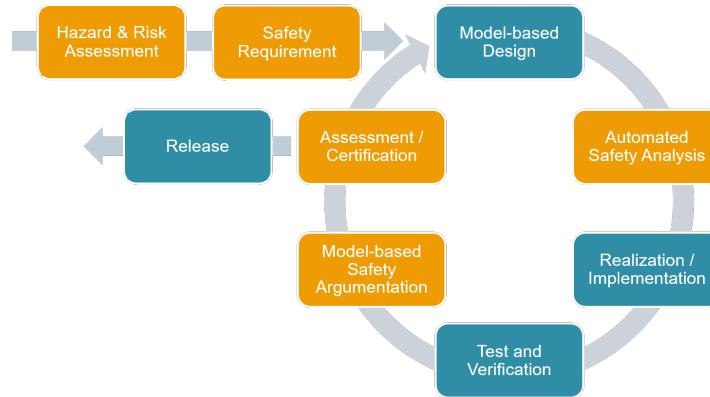 Hazard & Risk
Assessment
Safety
Requirement
Model-based
Design
Release
Assessment /
Certification
Automated
Safety Analysis
Model-based
Safety
Argumentation
Realization /
Implementation
Test and
Verification